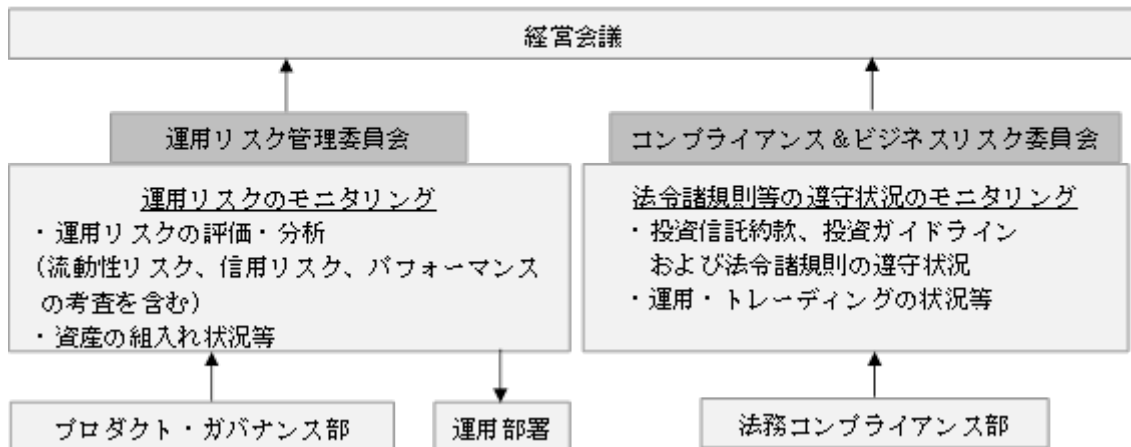 経営会議
運用リスク管理委員会
運用リスクのモニタリング
・運用リスクの評価・分析
（流動性リスク、信用リスク、パフォーマンス
の考査を含む）
・資産の組入れ状況等
プロダクト・ガバナンス部
運用部署
コンプライアンス＆ビジネスリスク委員会
法令諸規則等の遵守状況のモニタリング
・投資信託約款、投資ガイドライン
および法令諸規則の遵守状況
・運用・トレーディングの状況等
法務コンプライアンス部